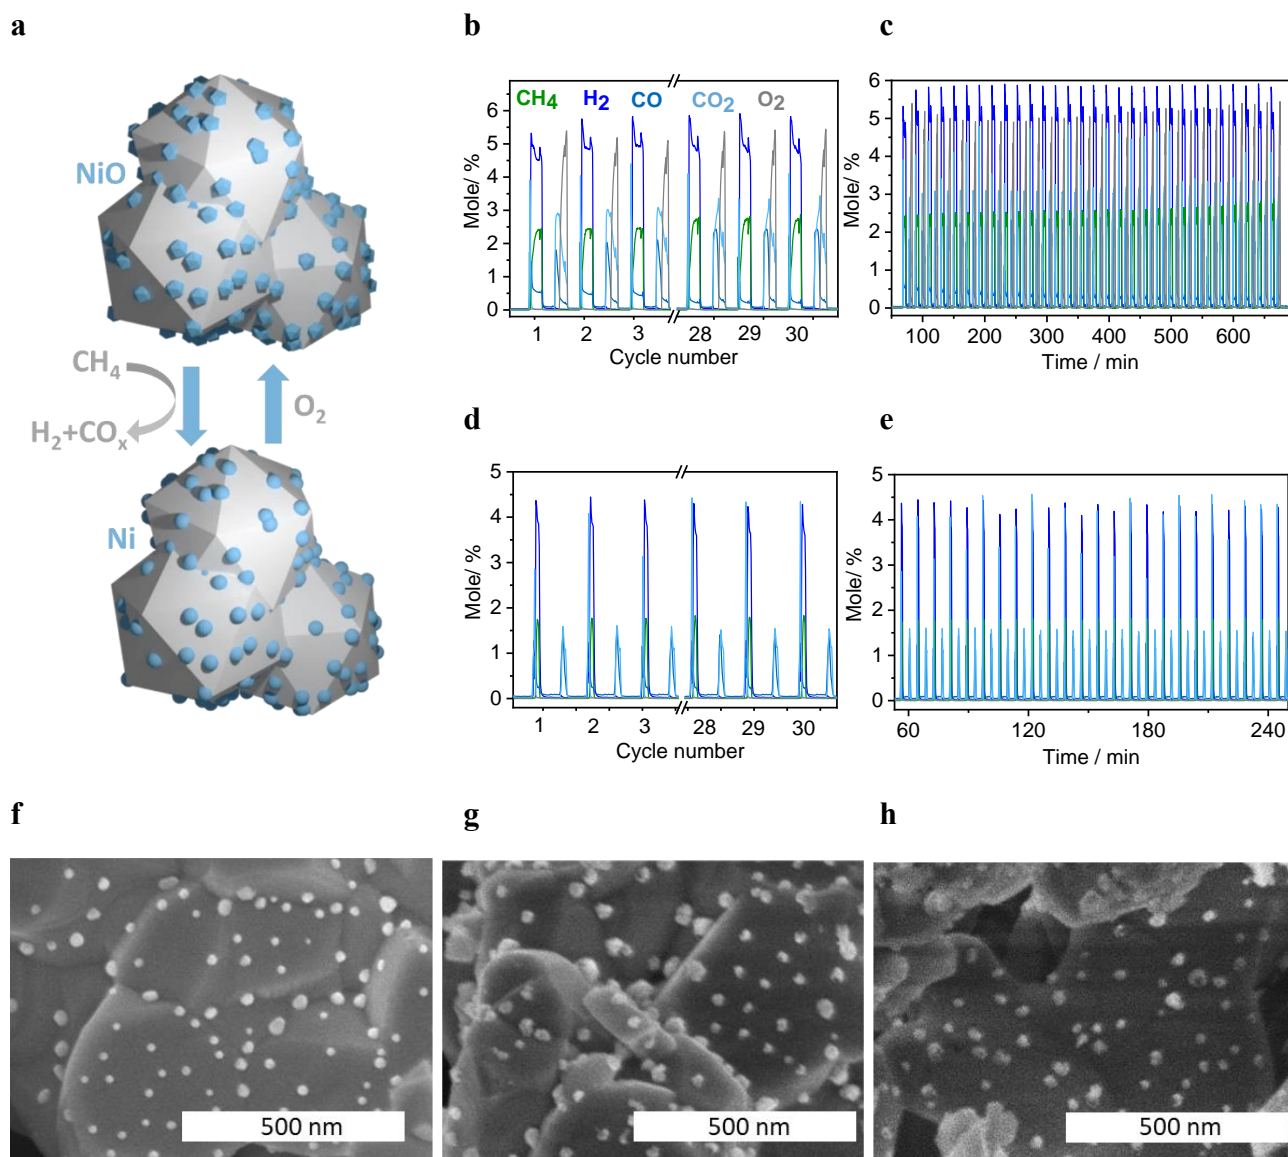 a
NiO
CH4
O2
H2+COx
Ni
b
Mole/ %
6
5
4
3
2
1
0
CH4 H2 CO CO2 O2
1 2 3 28 29 30
Cycle number
c
Mole/ %
6
5
4
3
2
1
0
100 200 300 400 500 600
Time / min
d
Mole/ %
5
4
3
2
1
0
1 2 3 28 29 30
Cycle number
e
Mole/ %
5
4
3
2
1
0
60 120 180 240
Time / min
f
500 nm
g
500 nm
h
500 nm